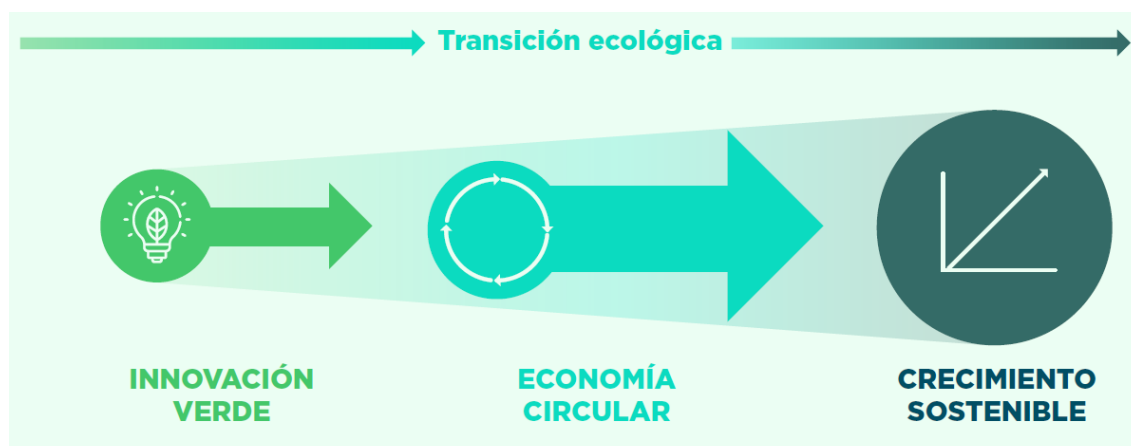 Transición ecológica
INNOVACIÓN
VERDE
ECONOMÍA
CIRCULAR
CRECIMIENTO
SOSTENIBLE